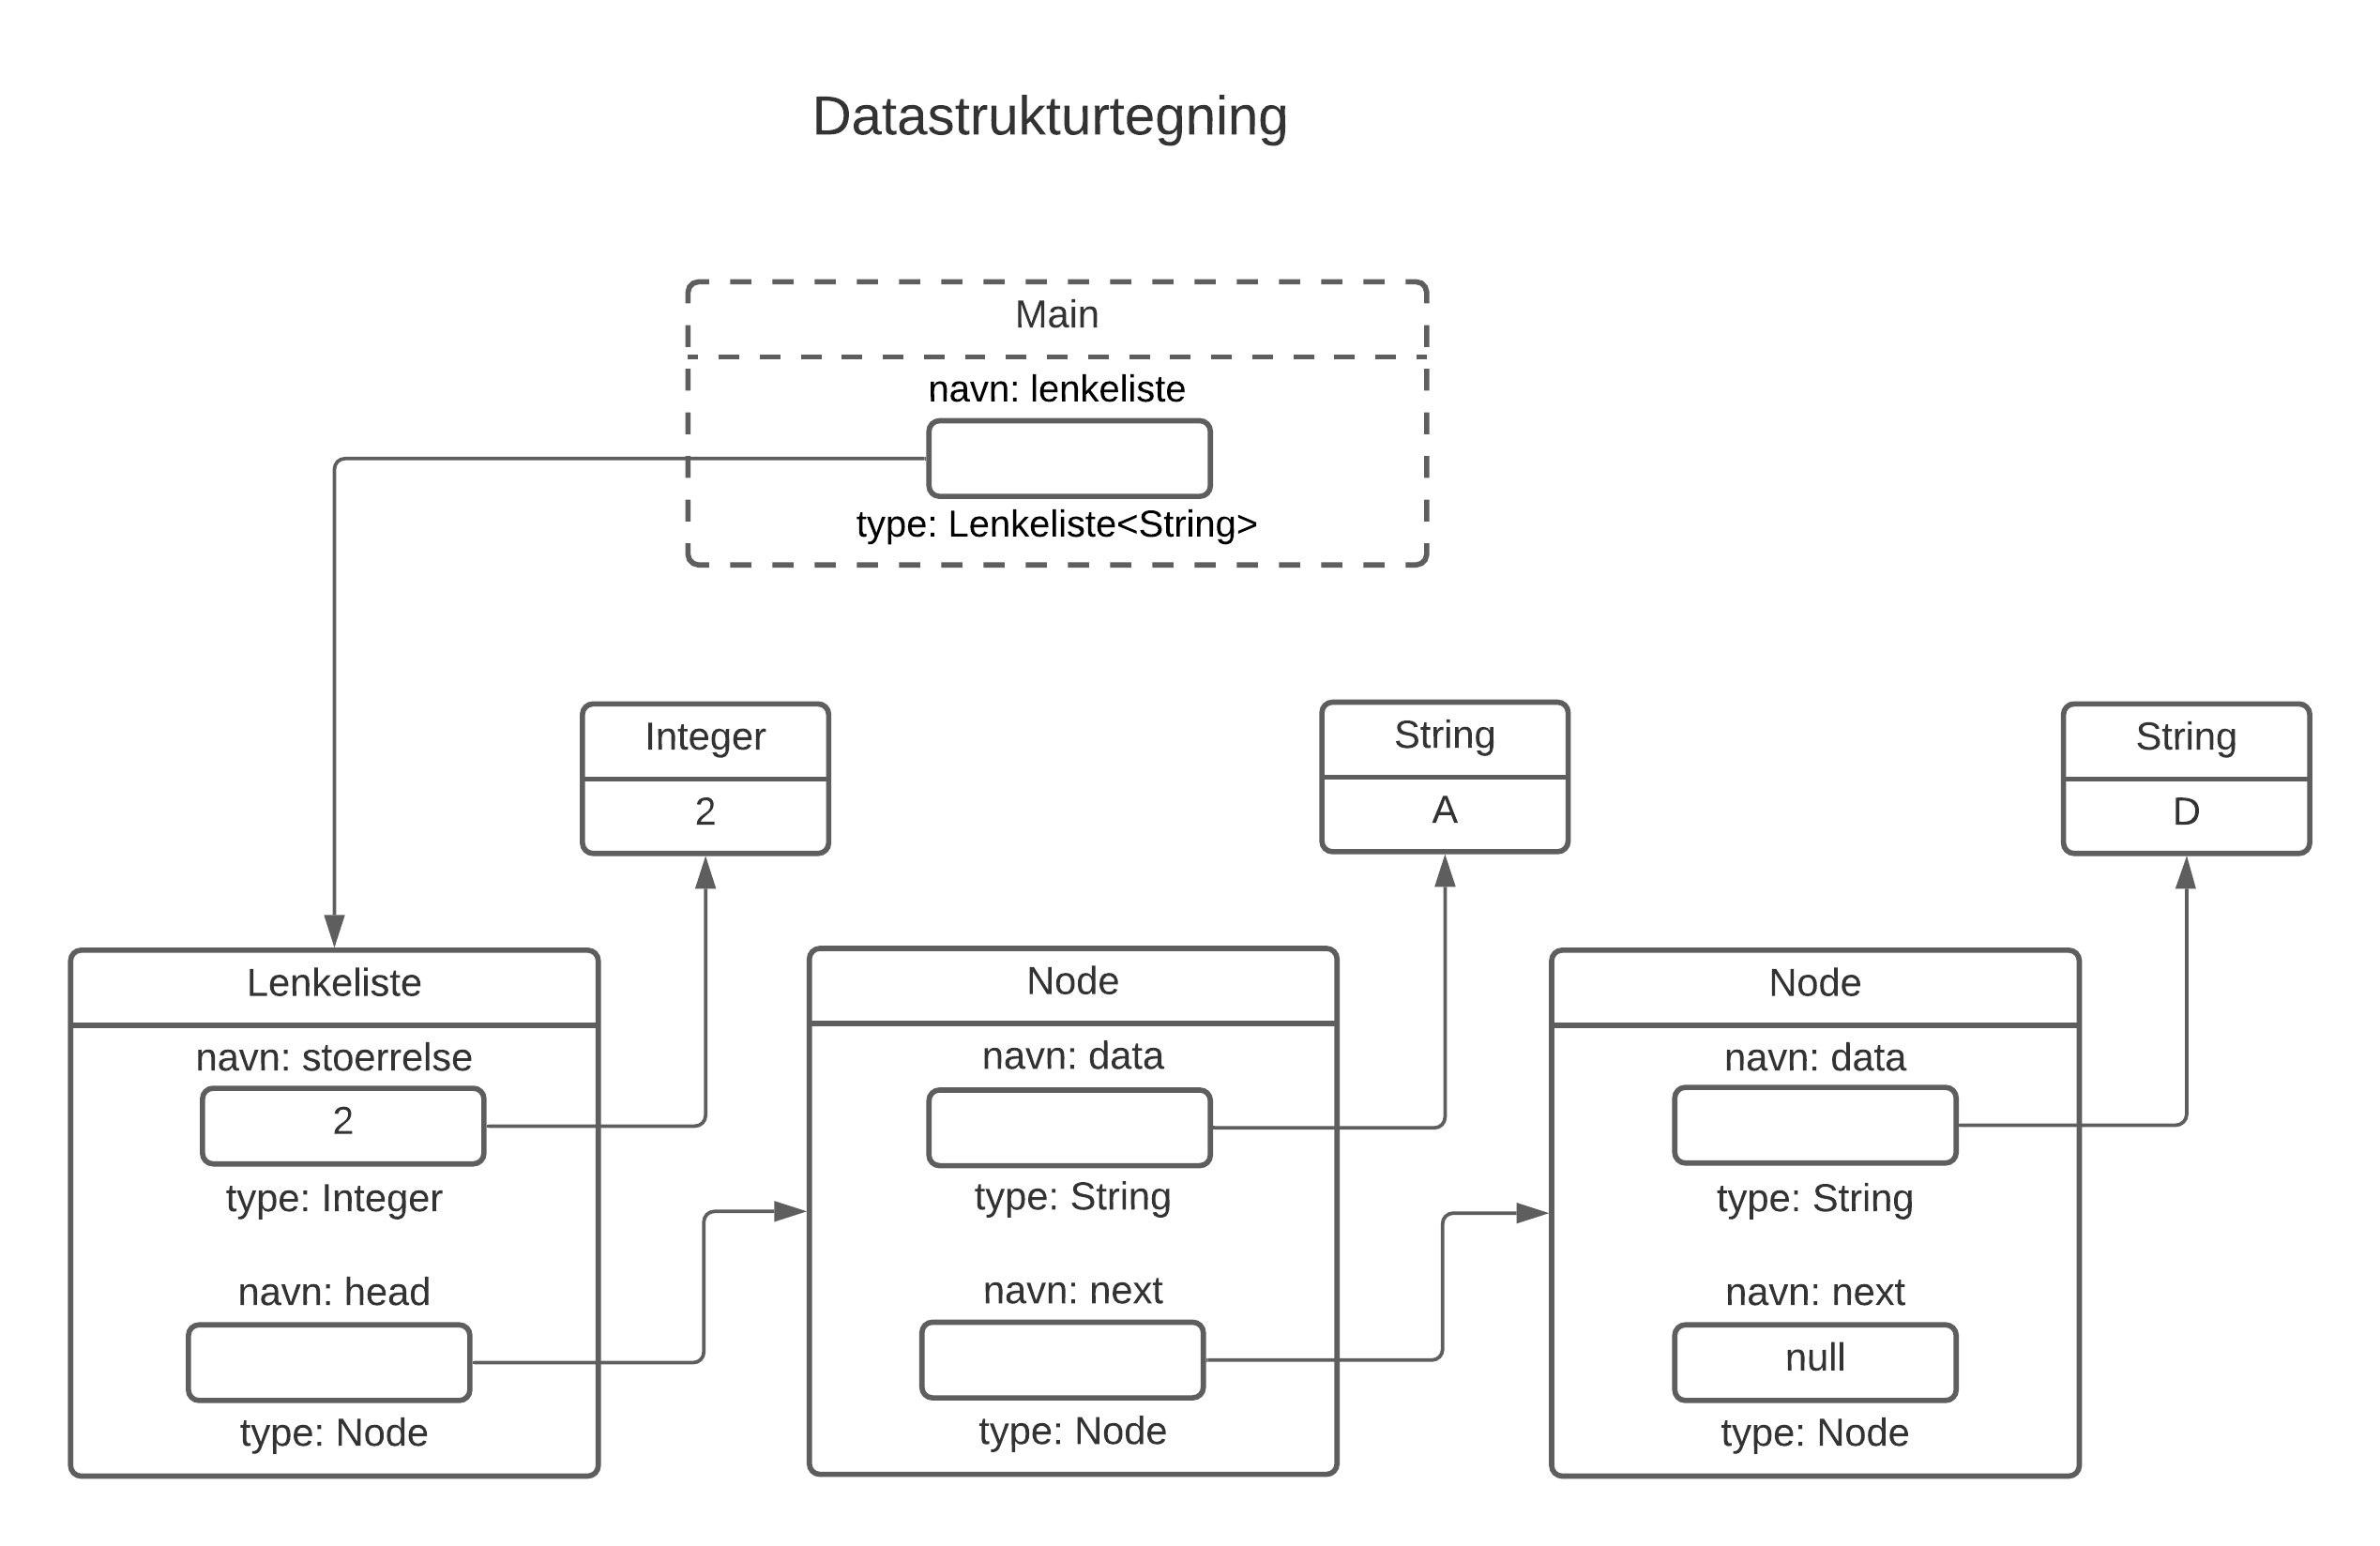 Datastrukturtegning
Main
navn: lenkeliste
type: Lenkeliste<String>
Integer
2
String
A
String
D
Lenkeliste
navn: stoerrelse
2
type: Integer
navn: head
type: Node
Node
navn: data
type: String
navn: next
type: Node
Node
navn: data
type: String
navn: next
null
type: Node